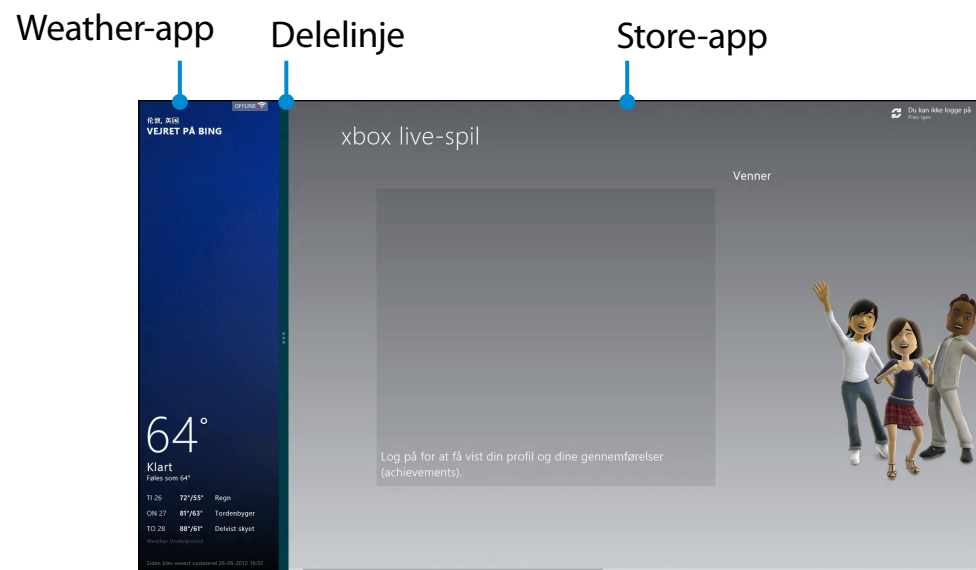 Weather-app
Delelinje
Store-app
OFFLINE
伦敦, 英国
VEJRET PÅ BING
Du kan ikke logge på
Prøv igen
xbox live-spil
Venner
64°
Klart
Føles som 64°
TI 26 72°/55° Regn
ON 27 81°/63° Tordenbyger
TO 28 88°/61° Delvist skyet
Weather Underground
Siden blev senest opdateret 26-06-2012 16:52
Log på for at få vist din profil og dine gennemførelser
(achievements).